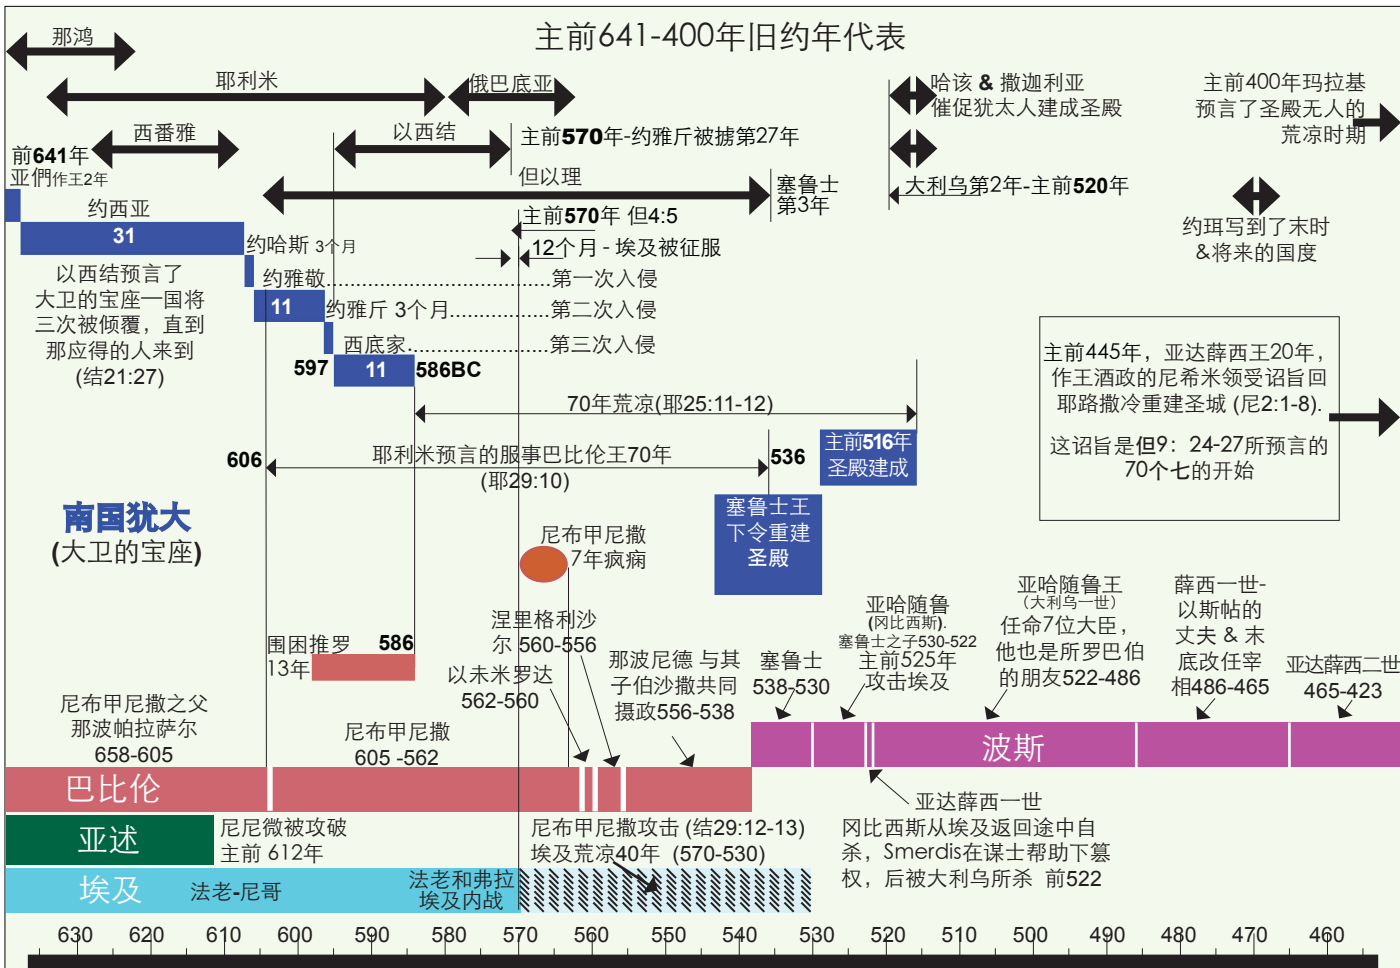 主前641-400年旧约年代表
那鸿
耶利米
俄巴底亚
哈该 & 撒迦利亚
催促犹太人建成圣殿
主前400年玛拉基
预言了圣殿无人的
荒凉时期
西番雅
以西结
主前570年-约雅斤被掳第27年
前641年
亚們作王2年
但以理
塞鲁士
第3年
大利乌第2年-主前520年
约西亚
31
主前570年 但4:5
12个月 - 埃及被征服
约珥写到了末时
&将来的国度
约哈斯 3个月
以西结预言了
大卫的宝座—国将
三次被倾覆，直到
那应得的人来到
(结21:27)
约雅敬..........................第一次入侵
11
约雅斤 3个月...............第二次入侵
西底家......................第三次入侵
597
11
586BC
主前445年，亚达薛西王20年，
作王酒政的尼希米领受诏旨回
耶路撒冷重建圣城 (尼2:1-8).
这诏旨是但9：24-27所预言的
70个七的开始
70年荒凉(耶25:11-12)
606
耶利米预言的服事巴比伦王70年
(耶29:10)
536
主前516年
圣殿建成
南国犹大
(大卫的宝座)
塞鲁士王
下令重建
圣殿
尼布甲尼撒
7年疯痫
围困推罗
13年
586
涅里格利沙
尔 560-556
以未米罗达
562-560
那波尼德 与其
子伯沙撒共同
摄政556-538
塞鲁士
538-530
亚哈随鲁
(冈比西斯).
塞鲁士之子530-522
主前525年
攻击埃及
亚哈随鲁王
（大利乌一世）
任命7位大臣，
他也是所罗巴伯
的朋友522-486
薛西一世-
以斯帖的
丈夫 & 末
底改任宰
相486-465
亚达薛西二世
465-423
尼布甲尼撒之父
那波帕拉萨尔
658-605
尼布甲尼撒
605 -562
波斯
巴比伦
亚达薛西一世
冈比西斯从埃及返回途中自
杀，Smerdis在谋士帮助下篡
权，后被大利乌所杀 前522
亚述
尼尼微被攻破
主前 612年
尼布甲尼撒攻击 (结29:12-13)
埃及荒凉40年 (570-530)
埃及
法老-尼哥
法老和弗拉
埃及内战
630 620 610 600 590 580 570 560 550 540 530 520 510 500 490 480 470 460